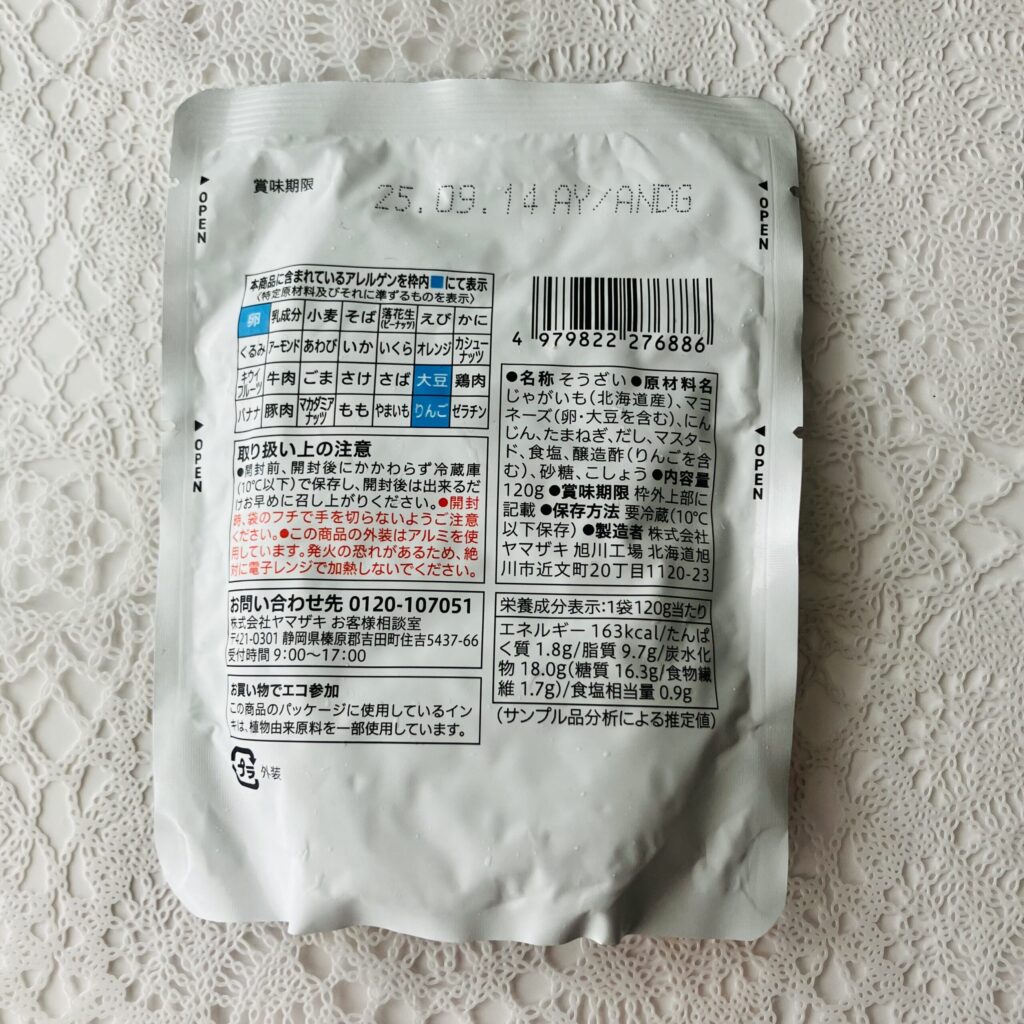 賞味期限
25.09.14 AY/ANDG
▶OPEN
◀OPEN
本商品に含まれているアレルゲンを枠内■にて表示
〈特定原材料及びそれに準ずるものを表示〉
卵 乳成分 小麦 そば 落花生(ピーナッツ) えび かに
くるみ アーモンド あわび いか いくら オレンジ カシューナッツ
キウイフルーツ 牛肉 ごま さけ さば 大豆 鶏肉
バナナ 豚肉 マカダミアナッツ もも やまいも りんご ゼラチン
4 979822 276886
▶OPEN
◀OPEN
取り扱い上の注意
●開封前、開封後にかかわらず冷蔵庫
(10℃以下)で保存し、開封後は出来るだ
けお早めに召し上がりください。●開封
時、袋のフチで手を切らないようご注意
ください。●この商品の外装はアルミを使
用しています。発火の恐れがあるため、絶
対に電子レンジで加熱しないでください。
●名称 そうざい ●原材料名
じゃがいも(北海道産)、マヨ
ネーズ(卵・大豆を含む)、にん
じん、たまねぎ、だし、マスター
ド、食塩、醸造酢(りんごを含
む)、砂糖、こしょう ●内容量
120g ●賞味期限 枠外上部に
記載 ●保存方法 要冷蔵(10℃
以下保存) ●製造者 株式会社
ヤマザキ 旭川工場 北海道旭
川市近文町20丁目1120-23
お問い合わせ先 0120-107051
株式会社ヤマザキ お客様相談室
〒421-0301 静岡県榛原郡吉田町住吉5437-66
受付時間 9:00〜17:00
栄養成分表示:1袋120g当たり
エネルギー 163kcal/たんぱ
く質 1.8g/脂質 9.7g/炭水化
物 18.0g(糖質 16.3g/食物繊
維 1.7g)/食塩相当量 0.9g
(サンプル品分析による推定値)
お買い物でエコ参加
この商品のパッケージに使用しているイン
キは、植物由来原料を一部使用しています。
プラ 外装